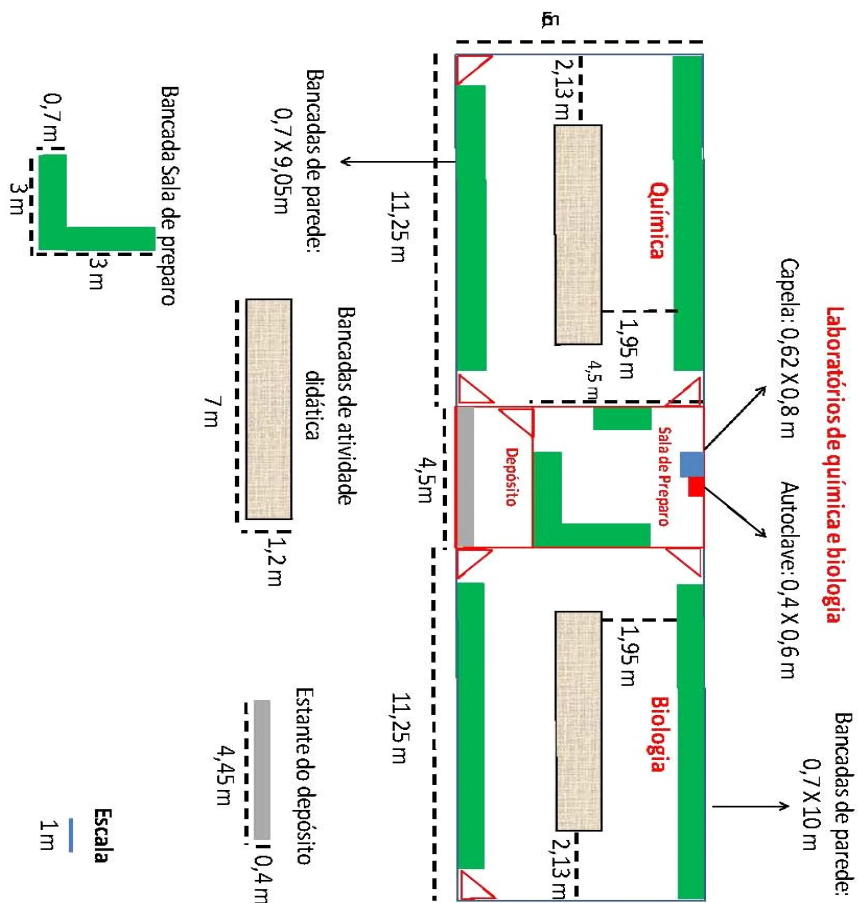 Laboratórios de química e biologia
Bancadas de parede:
0,7 X 10 m
Capela: 0,62 X 0,8 m
Autoclave: 0,4 X 0,6 m
Química
Sala de Preparo
Biologia
1,95 m
4,5 m
1,95 m
2,13 m
2,13 m
Depósito
11,25 m
4,5m
11,25 m
Bancadas de parede:
0,7 X 9,05m
Bancadas de atividade
didática
7 m
1,2 m
Estante do depósito
4,45 m
0,4 m
Bancada Sala de preparo
0,7 m
3 m
3 m
Escala
1 m